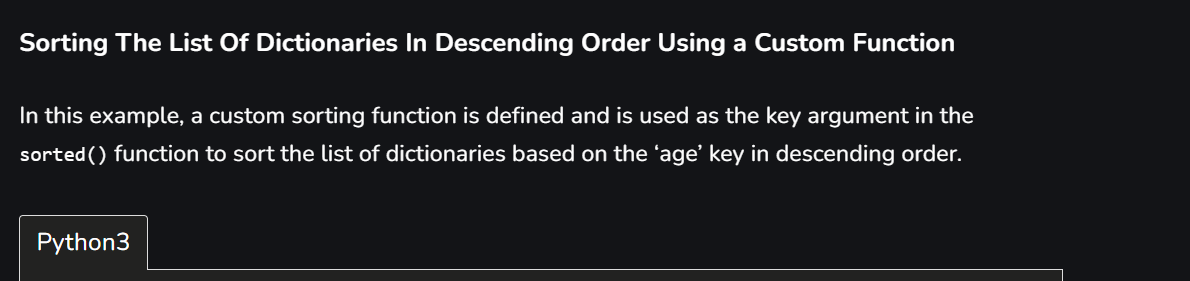 Sorting The List Of Dictionaries In Descending Order Using a Custom Function
In this example, a custom sorting function is defined and is used as the key argument in the
sorted() function to sort the list of dictionaries based on the ‘age’ key in descending order.
Python3